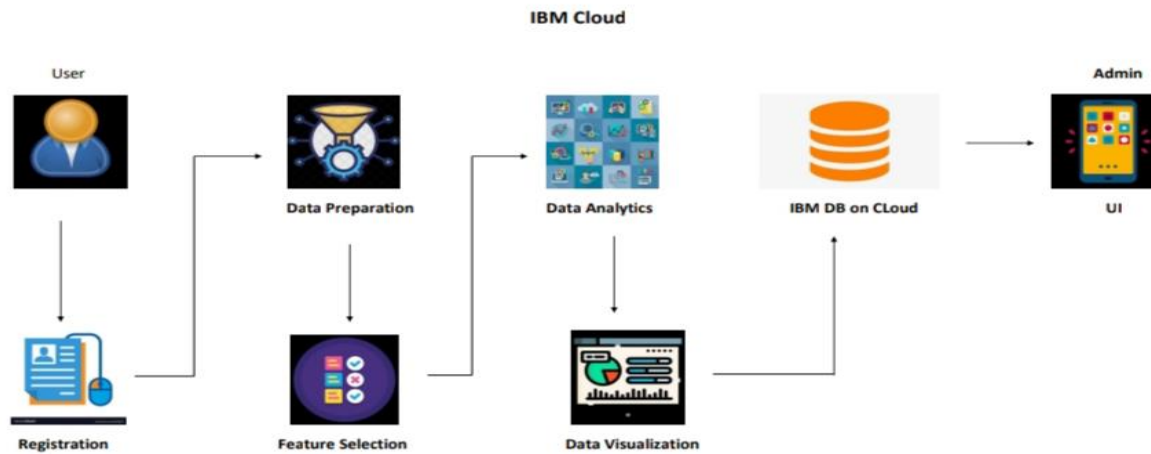 IBM Cloud
User
Admin
Data Preparation
Data Analytics
IBM DB on CLoud
UI
Registration
Feature Selection
Data Visualization